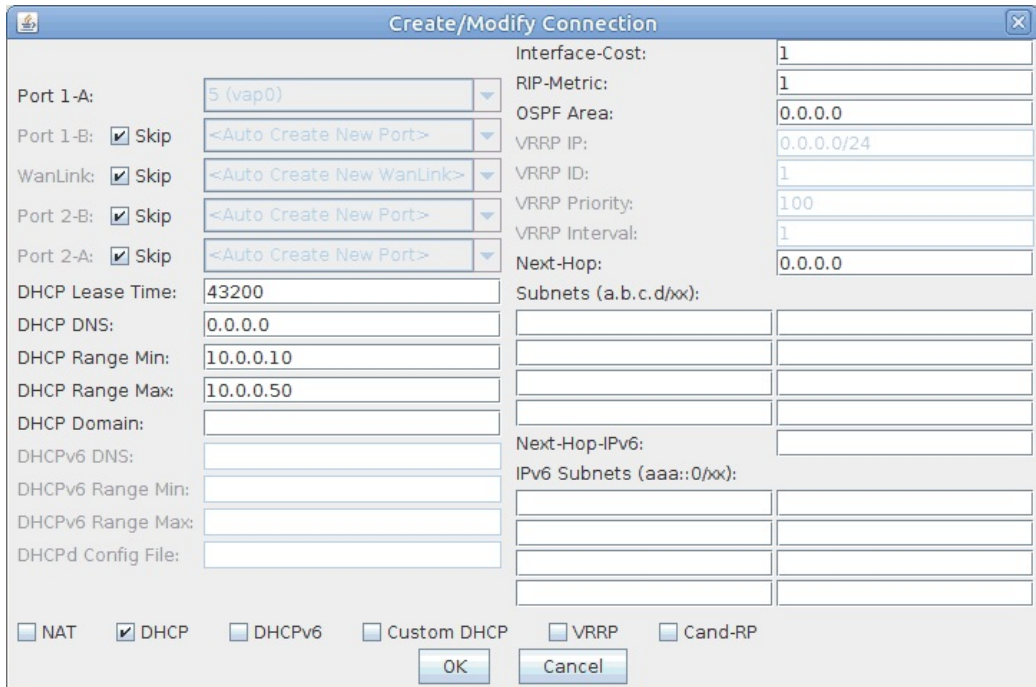 Create/Modify Connection
Port 1-A: 5 (vap0)
Port 1-B: Skip <Auto Create New Port>
WanLink: Skip <Auto Create New WanLink>
Port 2-B: Skip <Auto Create New Port>
Port 2-A: Skip <Auto Create New Port>
DHCP Lease Time: 43200
DHCP DNS: 0.0.0.0
DHCP Range Min: 10.0.0.10
DHCP Range Max: 10.0.0.50
DHCP Domain:
DHCPv6 DNS:
DHCPv6 Range Min:
DHCPv6 Range Max:
DHCPd Config File:
Interface-Cost: 1
RIP-Metric: 1
OSPF Area: 0.0.0.0
VRRP IP: 0.0.0.0/24
VRRP ID: 1
VRRP Priority: 100
VRRP Interval: 1
Next-Hop: 0.0.0.0
Subnets (a.b.c.d/xx):
Next-Hop-IPv6:
IPv6 Subnets (aaa::0/xx):
NAT DHCP DHCPv6 Custom DHCP VRRP Cand-RP
OK Cancel